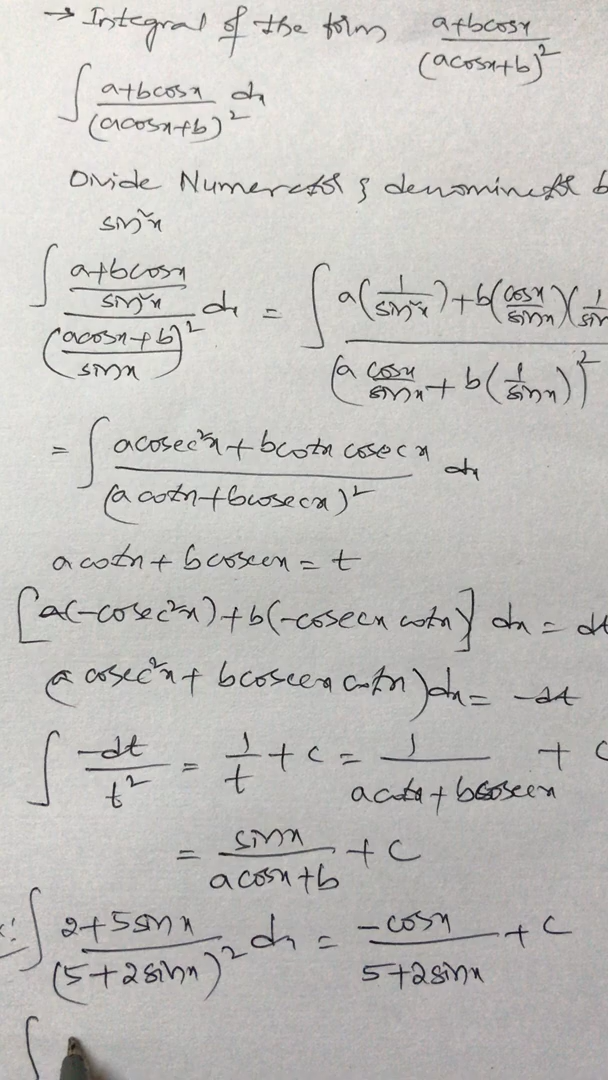 → Integral of the form (a+bcosx)/(acosx+b)²
∫ (a+bcosx)/(acosx+b)² dx
Divide Numerator & denominator b
sin²x
∫ ((a+bcosx)/sin²x)/((acosx+b)/sinx)² dx = ∫ (a(1/sin²x)+b(cosx/sinx)(1/sin
(a cosx/sinx + b(1/sinx))²
= ∫ (acosec²x+bcotx cosecx)/(acotx+bcosecx)² dx
acotx + bcosecx = t
[a(-cosec²x)+b(-cosecx cotx] dx = dt
(a cosec²x + bcosecx cotx)dx = -dt
∫ -dt/t² = 1/t + c = 1/(acotx+bcosecx) + c
= sinx/(acosx+b) + C
x: ∫ (2+5sinx)/(5+2sinx)² dx = -cosx/(5+2sinx) + C
∫